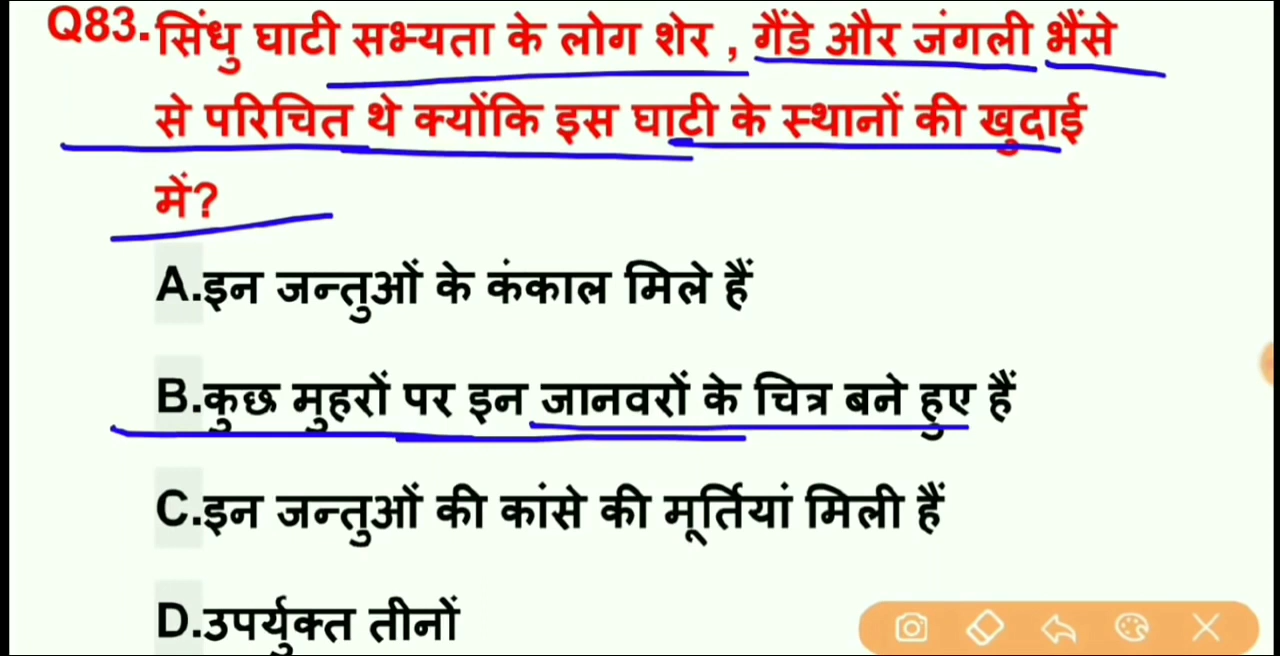 Q83. सिंधु घाटी सभ्यता के लोग शेर , गैंडे और जंगली भैंसे
से परिचित थे क्योंकि इस घाटी के स्थानों की खुदाई
में?
A.इन जन्तुओं के कंकाल मिले हैं
B.कुछ मुहरों पर इन जानवरों के चित्र बने हुए हैं
C.इन जन्तुओं की कांसे की मूर्तियां मिली हैं
D.उपर्युक्त तीनों